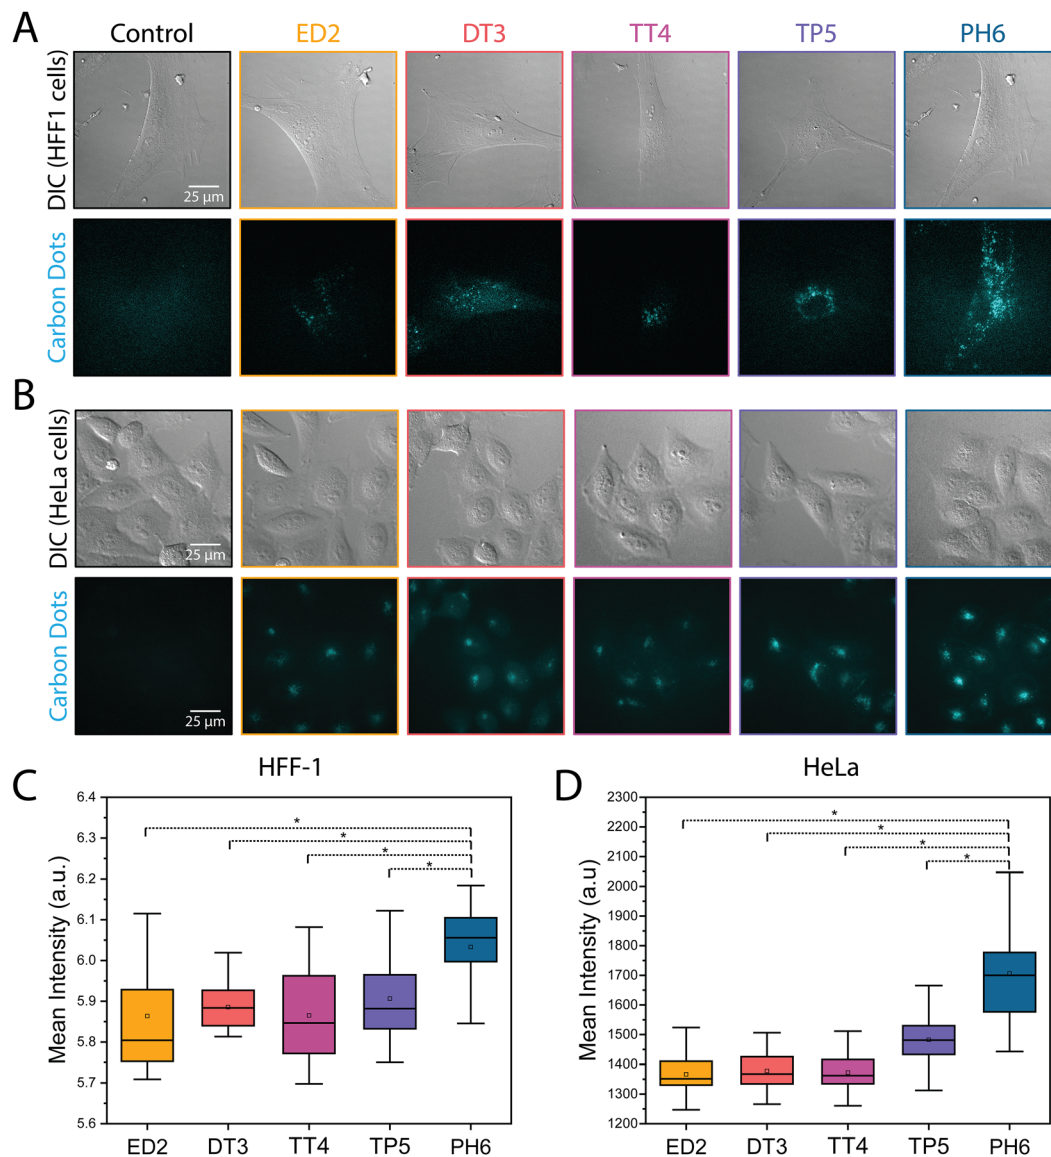 A
Control
ED2
DT3
TT4
TP5
PH6
DIC (HFF1 cells)
25 µm
Carbon Dots
B
DIC (HeLa cells)
25 µm
Carbon Dots
25 µm
C
HFF-1
Mean Intensity (a.u.)
6.4
6.3
6.2
6.1
6.0
5.9
5.8
5.7
5.6
*
*
*
*
ED2
DT3
TT4
TP5
PH6
D
HeLa
Mean Intensity (a.u)
2300
2200
2100
2000
1900
1800
1700
1600
1500
1400
1300
1200
*
*
*
*
ED2
DT3
TT4
TP5
PH6